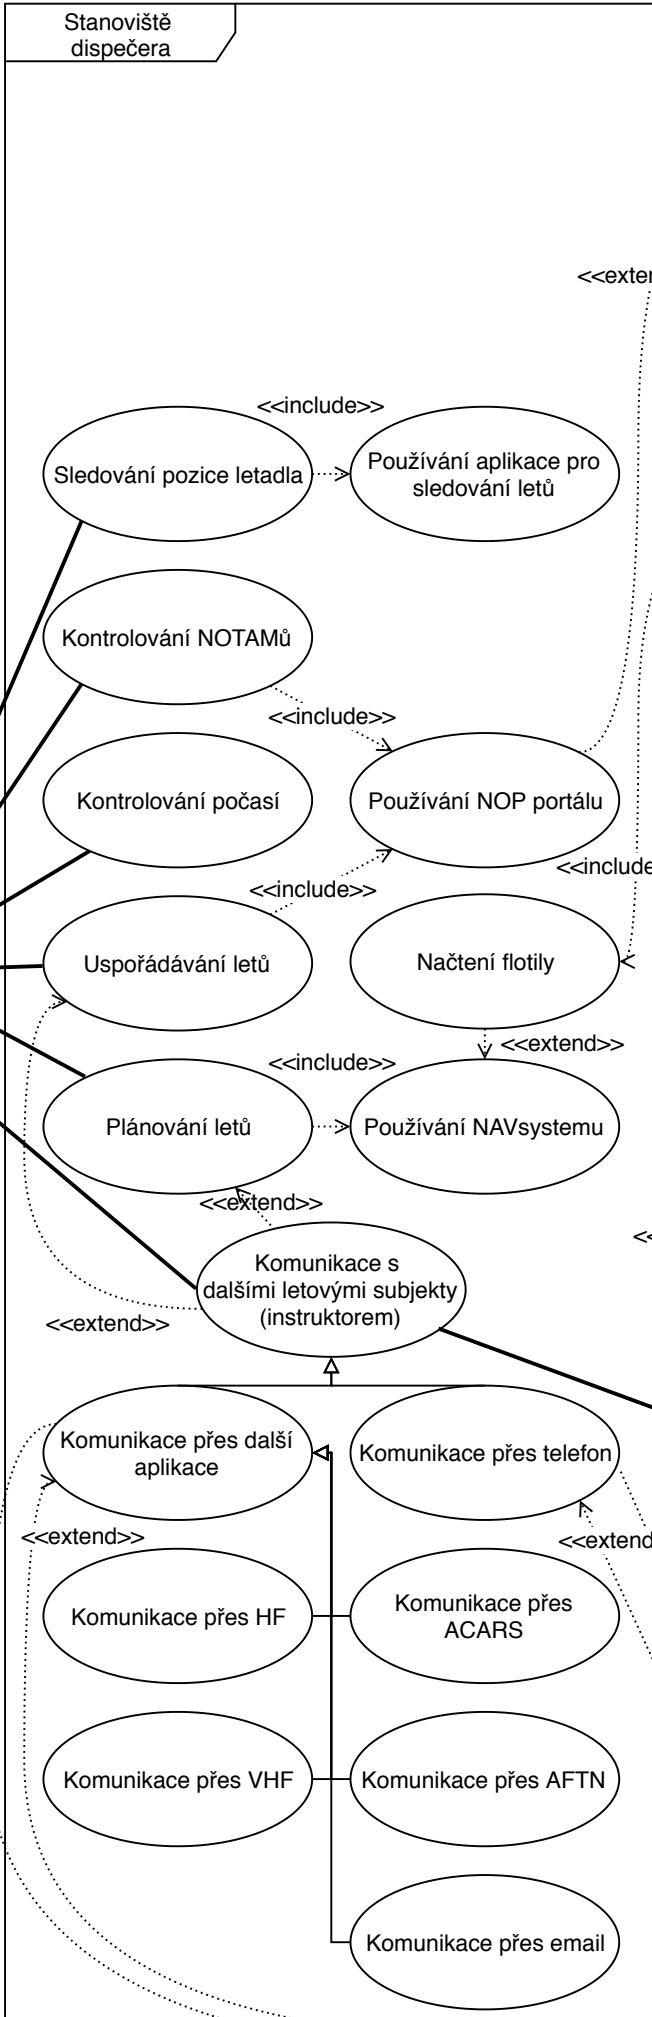 Stanoviště
dispečera
<<exten
<<include>>
Sledování pozice letadla
Používání aplikace pro
sledování letů
Kontrolování NOTAMů
<<include>>
Kontrolování počasí
Používání NOP portálu
<<include
<<include>>
Uspořádávání letů
Načtení flotily
<<extend>>
<<include>>
Plánování letů
Používání NAVsystemu
<<extend>>
<<
Komunikace s
dalšími letovými subjekty
(instruktorem)
<<extend>>
Komunikace přes další
aplikace
Komunikace přes telefon
<<extend>>
<<extend
Komunikace přes HF
Komunikace přes
ACARS
Komunikace přes VHF
Komunikace přes AFTN
Komunikace přes email